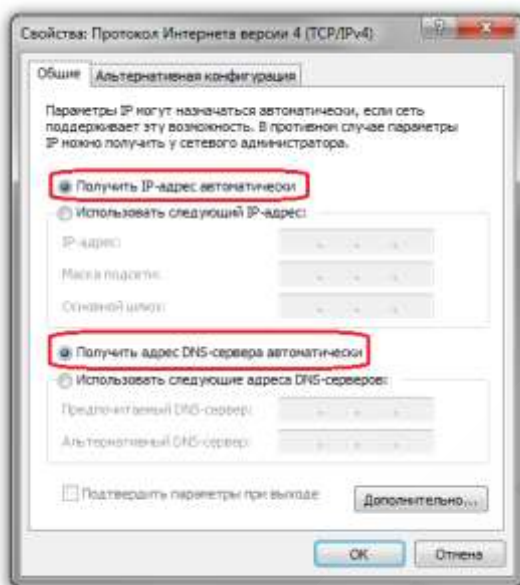 Свойства: Протокол Интернета версии 4 (TCP/IPv4)
Общие
Альтернативная конфигурация
Параметры IP могут назначаться автоматически, если сеть
поддерживает эту возможность. В противном случае параметры
IP можно получить у сетевого администратора.
Получить IP-адрес автоматически
Использовать следующий IP-адрес:
IP-адрес:
Маска подсети:
Основной шлюз:
Получить адрес DNS-сервера автоматически
Использовать следующие адреса DNS-серверов:
Предпочитаемый DNS-сервер:
Альтернативный DNS-сервер:
Подтвердить параметры при выходе
Дополнительно...
ОК
Отмена